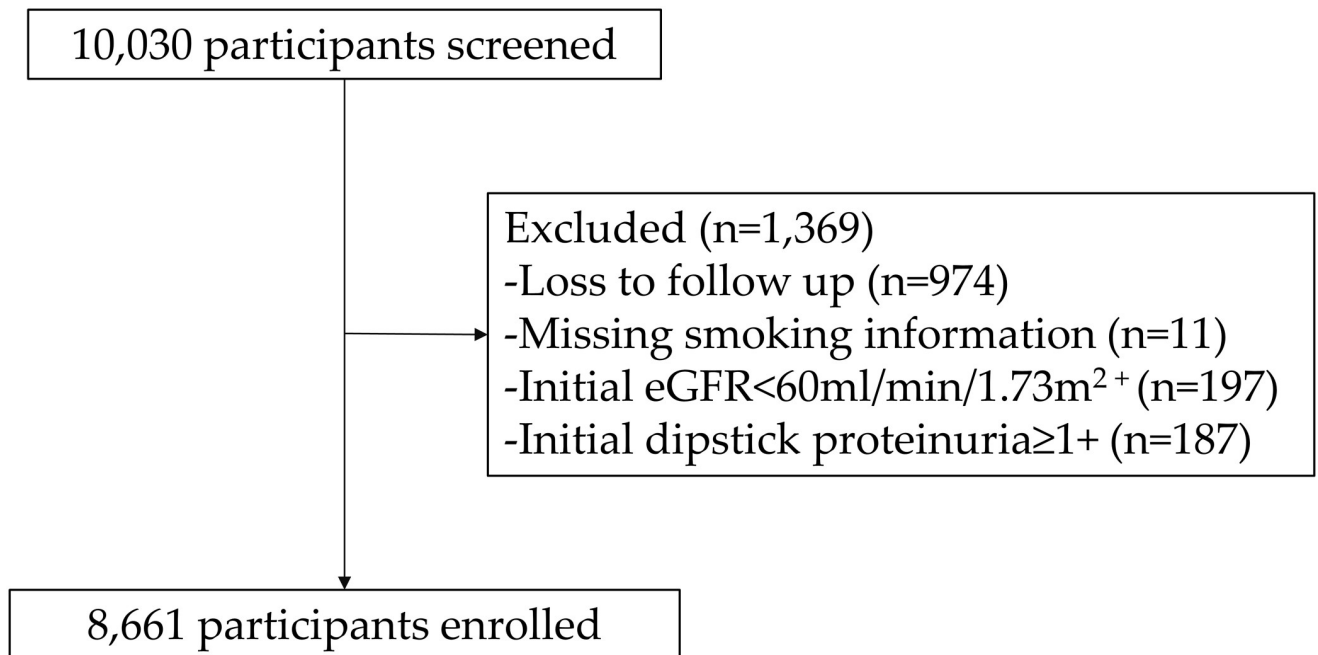 10,030 participants screened
Excluded (n=1,369)
-Loss to follow up (n=974)
-Missing smoking information (n=11)
-Initial eGFR<60ml/min/1.73m² ⁺ (n=197)
-Initial dipstick proteinuria≥1+ (n=187)
8,661 participants enrolled